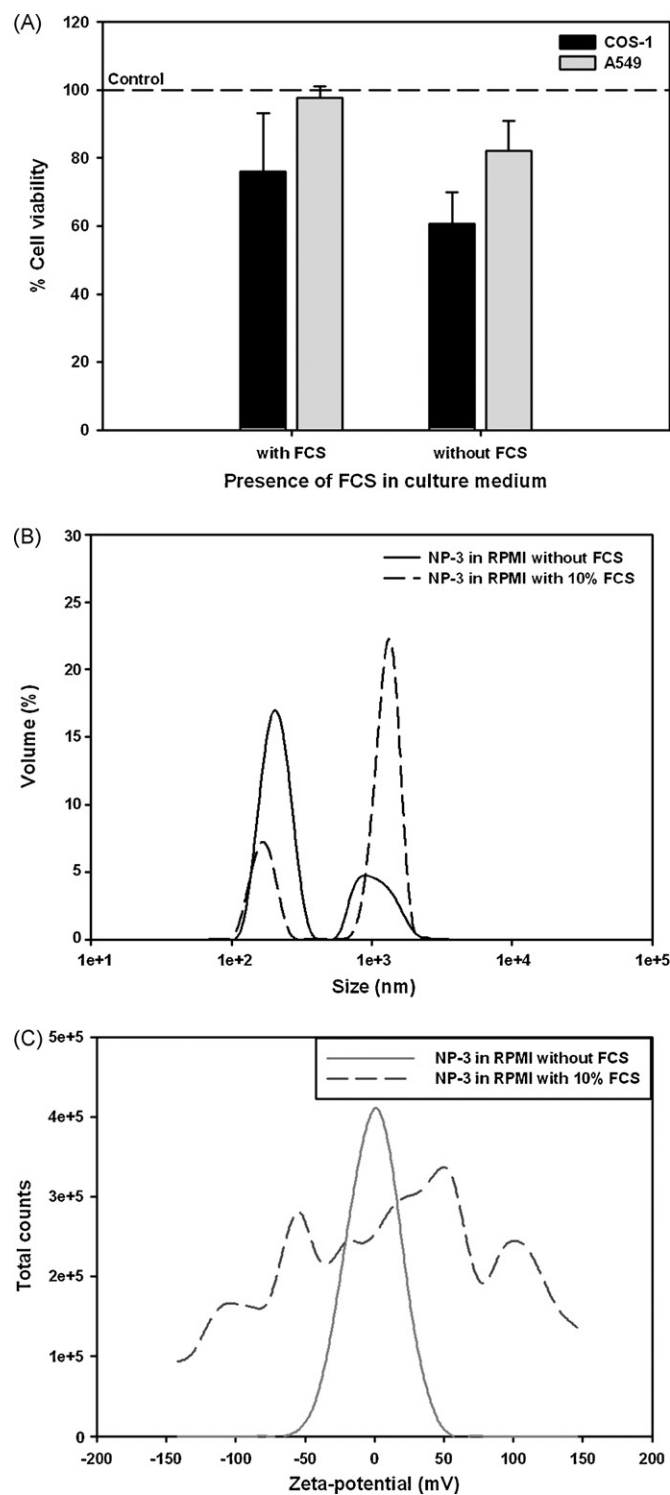 (A)
120
100
80
60
40
20
0
% Cell viability
Control
COS-1
A549
with FCS
without FCS
Presence of FCS in culture medium
(B)
30
25
20
15
10
5
0
Volume (%)
NP-3 in RPMI without FCS
NP-3 in RPMI with 10% FCS
1e+1
1e+2
1e+3
1e+4
1e+5
Size (nm)
(C)
5e+5
4e+5
3e+5
2e+5
1e+5
0
Total counts
NP-3 in RPMI without FCS
NP-3 in RPMI with 10% FCS
-200
-150
-100
-50
0
50
100
150
200
Zeta-potential (mV)